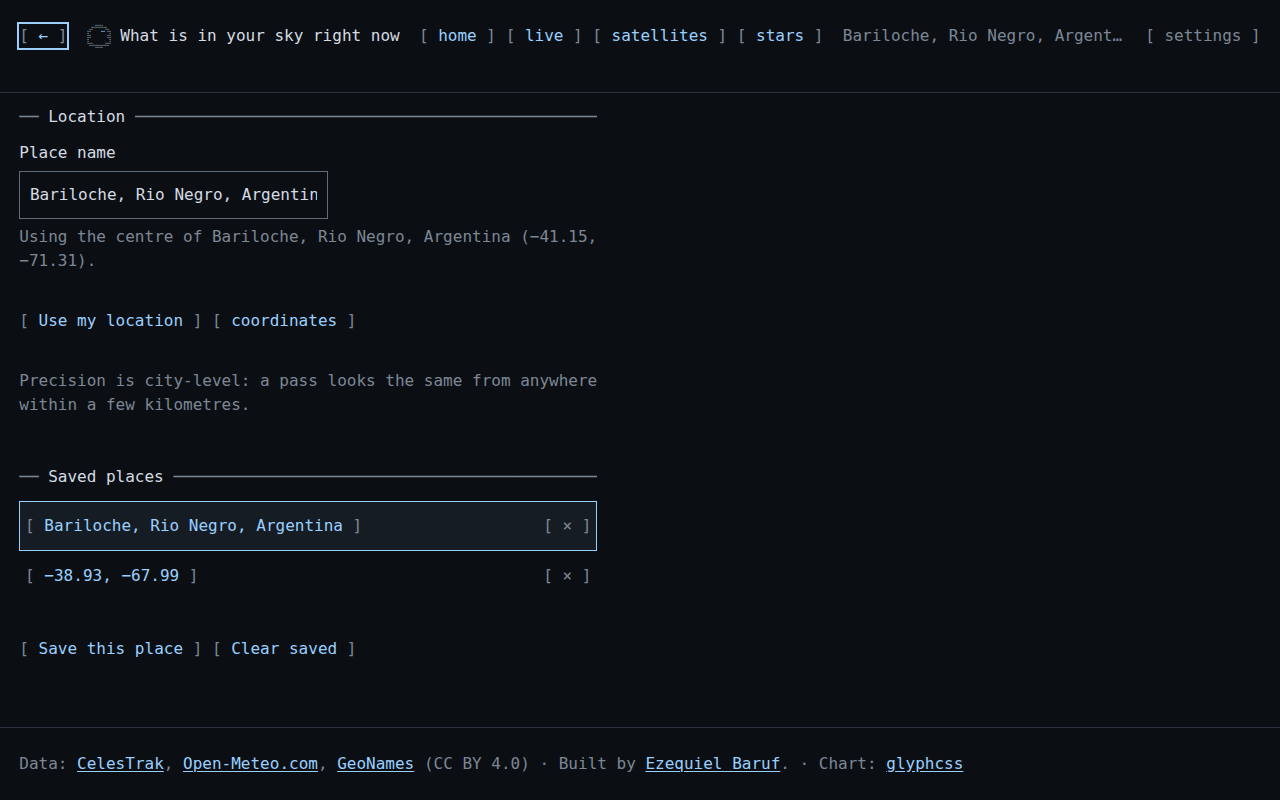 [ ← ] What is in your sky right now [ home ] [ live ] [ satellites ] [ stars ] Bariloche, Rio Negro, Argent… [ settings ]
Location
Place name
Bariloche, Rio Negro, Argentin
Using the centre of Bariloche, Rio Negro, Argentina (−41.15,
−71.31).
[ Use my location ] [ coordinates ]
Precision is city-level: a pass looks the same from anywhere
within a few kilometres.
Saved places
[ Bariloche, Rio Negro, Argentina ] [ × ]
[ −38.93, −67.99 ] [ × ]
[ Save this place ] [ Clear saved ]
Data: CelesTrak, Open-Meteo.com, GeoNames (CC BY 4.0) · Built by Ezequiel Baruf. · Chart: glyphcss